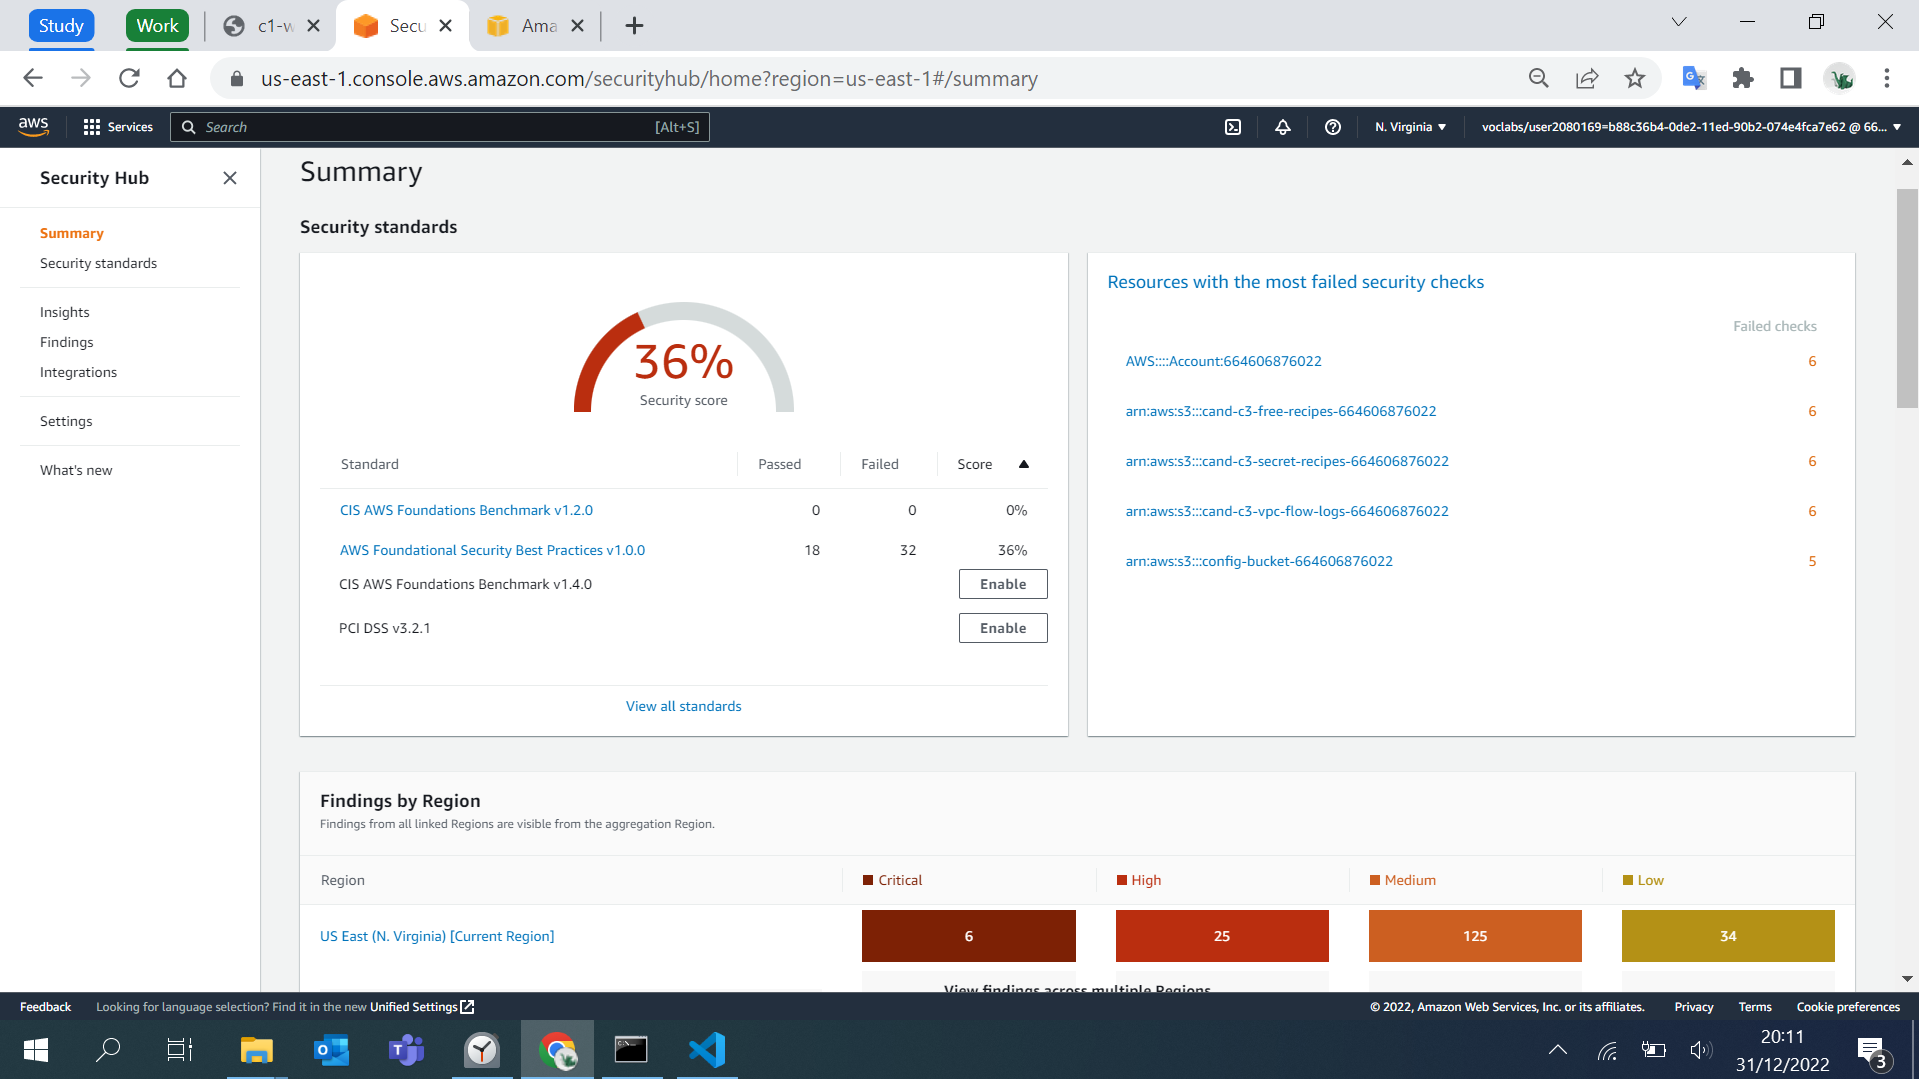 Study
Work
c1-w
Secu
Ama
us-east-1.console.aws.amazon.com/securityhub/home?region=us-east-1#/summary
aws
Services
Search
[Alt+S]
N. Virginia
voclabs/user2080169=b88c36b4-0de2-11ed-90b2-074e4fca7e62 @ 66...
Security Hub
Summary
Security standards
Insights
Findings
Integrations
Settings
What's new
Summary
Security standards
36%
Security score
Standard Passed Failed Score
CIS AWS Foundations Benchmark v1.2.0 0 0 0%
AWS Foundational Security Best Practices v1.0.0 18 32 36%
CIS AWS Foundations Benchmark v1.4.0 Enable
PCI DSS v3.2.1 Enable
View all standards
Resources with the most failed security checks
Failed checks
AWS::::Account:664606876022 6
arn:aws:s3:::cand-c3-free-recipes-664606876022 6
arn:aws:s3:::cand-c3-secret-recipes-664606876022 6
arn:aws:s3:::cand-c3-vpc-flow-logs-664606876022 6
arn:aws:s3:::config-bucket-664606876022 5
Findings by Region
Findings from all linked Regions are visible from the aggregation Region.
Region Critical High Medium Low
US East (N. Virginia) [Current Region] 6 25 125 34
View findings across multiple Regions
Feedback Looking for language selection? Find it in the new Unified Settings
© 2022, Amazon Web Services, Inc. or its affiliates. Privacy Terms Cookie preferences
20:11
31/12/2022
3